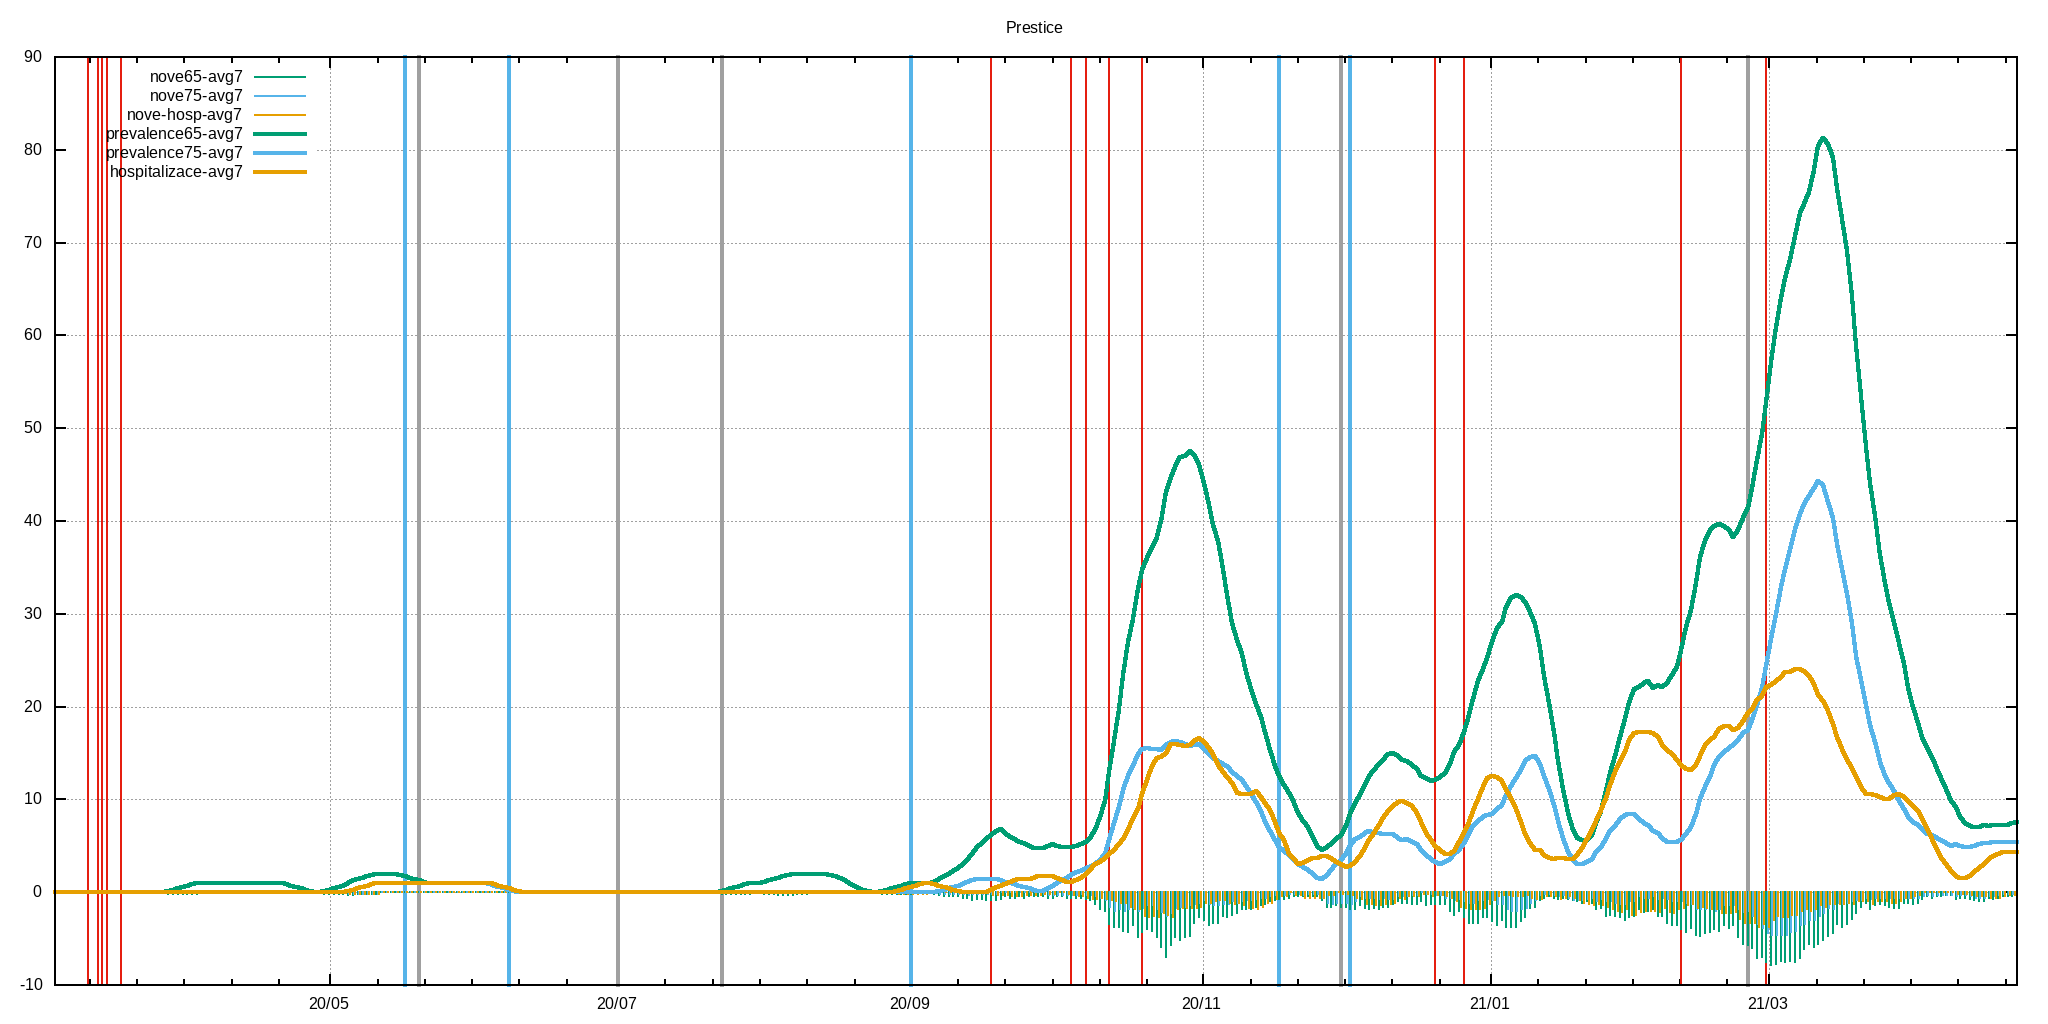 Prestice
90
80
70
60
50
40
30
20
10
0
-10
nove65-avg7
nove75-avg7
nove-hosp-avg7
prevalence65-avg7
prevalence75-avg7
hospitalizace-avg7
20/05 20/07 20/09 20/11 21/01 21/03